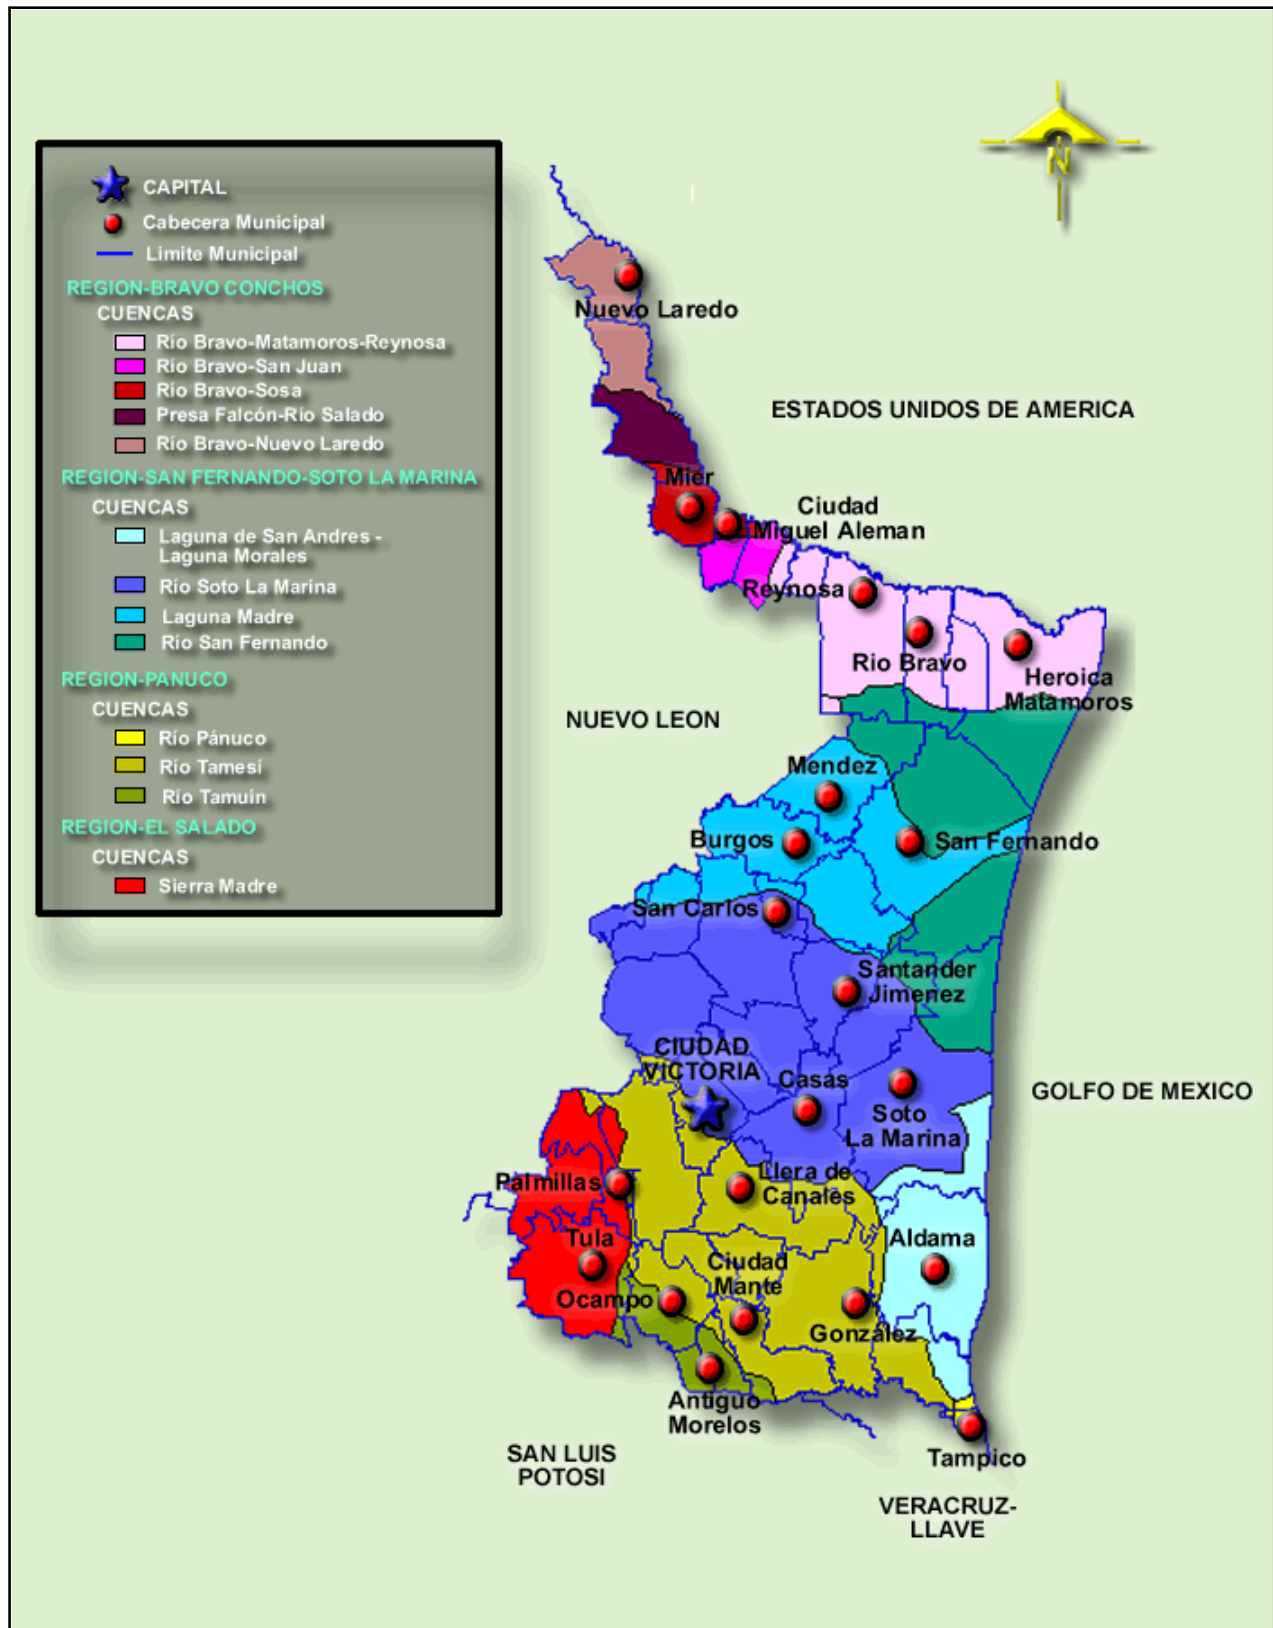 N
CAPITAL
Cabecera Municipal
Limite Municipal
REGION-BRAVO CONCHOS
CUENCAS
Río Bravo-Matamoros-Reynosa
Río Bravo-San Juan
Río Bravo-Sosa
Presa Falcón-Río Salado
Río Bravo-Nuevo Laredo
REGION-SAN FERNANDO-SOTO LA MARINA
CUENCAS
Laguna de San Andres -
Laguna Morales
Río Soto La Marina
Laguna Madre
Río San Fernando
REGION-PANUCO
CUENCAS
Río Pánuco
Río Tamesí
Río Tamuín
REGION-EL SALADO
CUENCAS
Sierra Madre
Nuevo Laredo
ESTADOS UNIDOS DE AMERICA
Mier
Ciudad
Miguel Aleman
Reynosa
Rio Bravo
Heroica
Matamoros
NUEVO LEON
Mendez
Burgos
San Fernando
San Carlos
Santander
Jimenez
CIUDAD
VICTORIA
Casas
Soto
La Marina
GOLFO DE MEXICO
Palmillas
Llera de
Canales
Tula
Aldama
Ciudad
Mante
Ocampo
González
Antiguo
Morelos
SAN LUIS
POTOSI
Tampico
VERACRUZ-
LLAVE